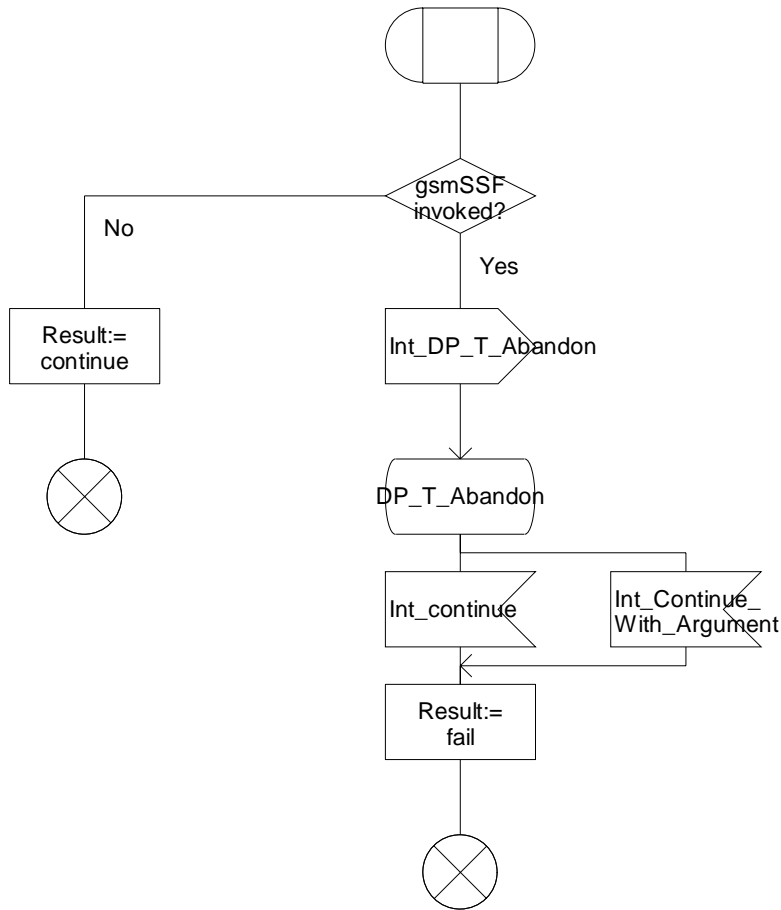 gsmSSF
invoked?
No
Yes
Result:=
continue
Int_DP_T_Abandon
DP_T_Abandon
Int_continue
Int_Continue_
With_Argument
Result:=
fail